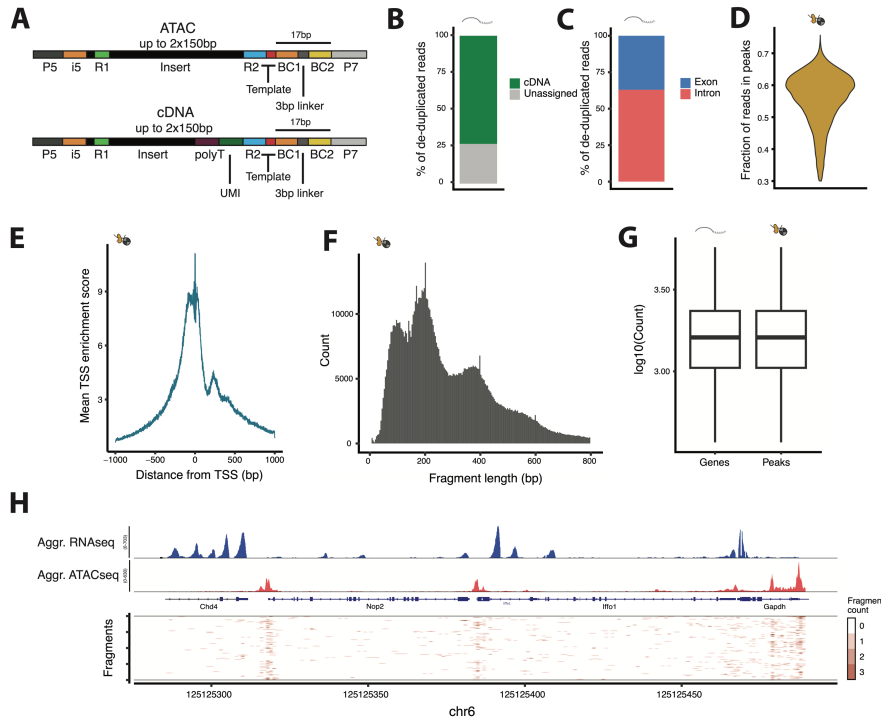 A
ATAC
up to 2x150bp
17bp
P5 i5 R1 Insert R2 BC1 BC2 P7
Template
3bp linker
cDNA
up to 2x150bp
17bp
P5 i5 R1 Insert polyT R2 BC1 BC2 P7
Template
UMI 3bp linker
B
% of de-duplicated reads
100
75
50
25
0
cDNA
Unassigned
C
% of de-duplicated reads
100
75
50
25
0
Exon
Intron
D
Fraction of reads in peaks
0.7
0.6
0.5
0.4
0.3
E
Mean TSS enrichment score
9
6
3
−1000 −500 0 500 1000
Distance from TSS (bp)
F
Count
10000
5000
0
0 200 400 600 800
Fragment length (bp)
G
log10(Count)
3.50
3.00
Genes Peaks
H
Aggr. RNAseq
Aggr. ATACseq
Chd4 Nop2 Iffo1 Gapdh
Fragments
Fragment
count
0
1
2
3
125125300 125125350 125125400 125125450
chr6